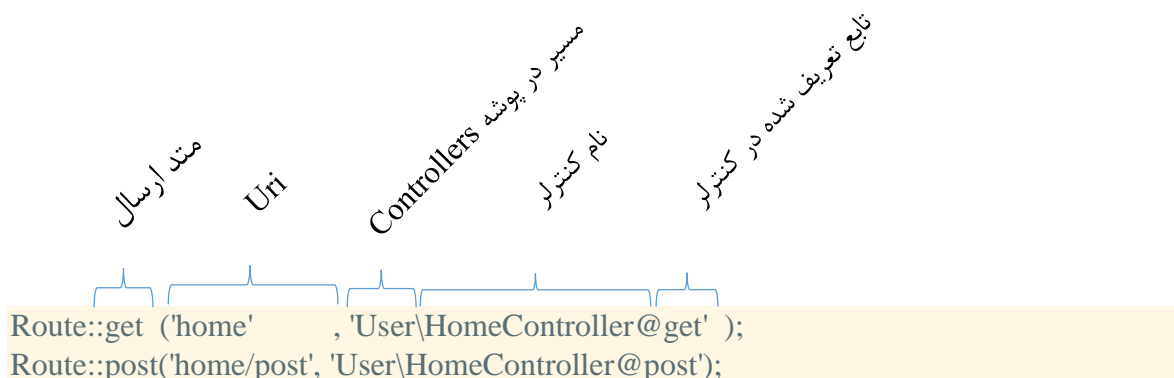 متد ارسال
Uri
مسیر در پوشه Controllers
نام کنترلر
تابع تعریف شده در کنترلر
Route::get ('home' , 'User\HomeController@get' );
Route::post('home/post', 'User\HomeController@post');